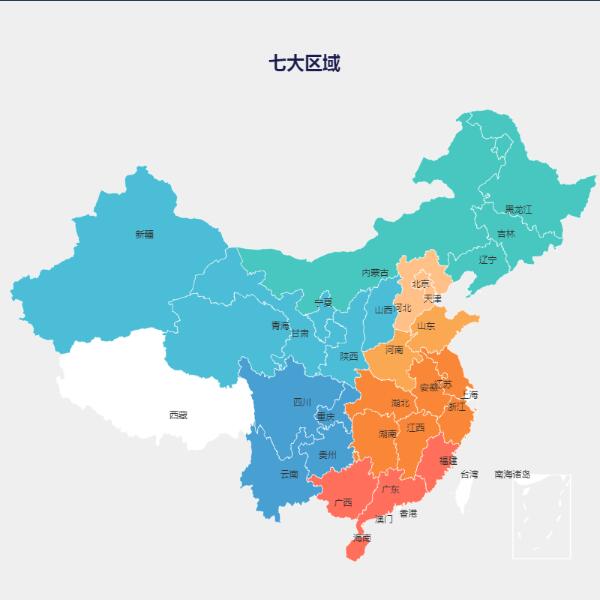 七大区域
黑龙江
新疆
吉林
辽宁
内蒙古
北京
天津
宁夏
山西
河北
青海
甘肃
山东
陕西
河南
安徽
江苏
上海
四川
湖北
浙江
重庆
西藏
江西
湖南
贵州
福建
云南
台湾
南海诸岛
广西
广东
香港
澳门
海南